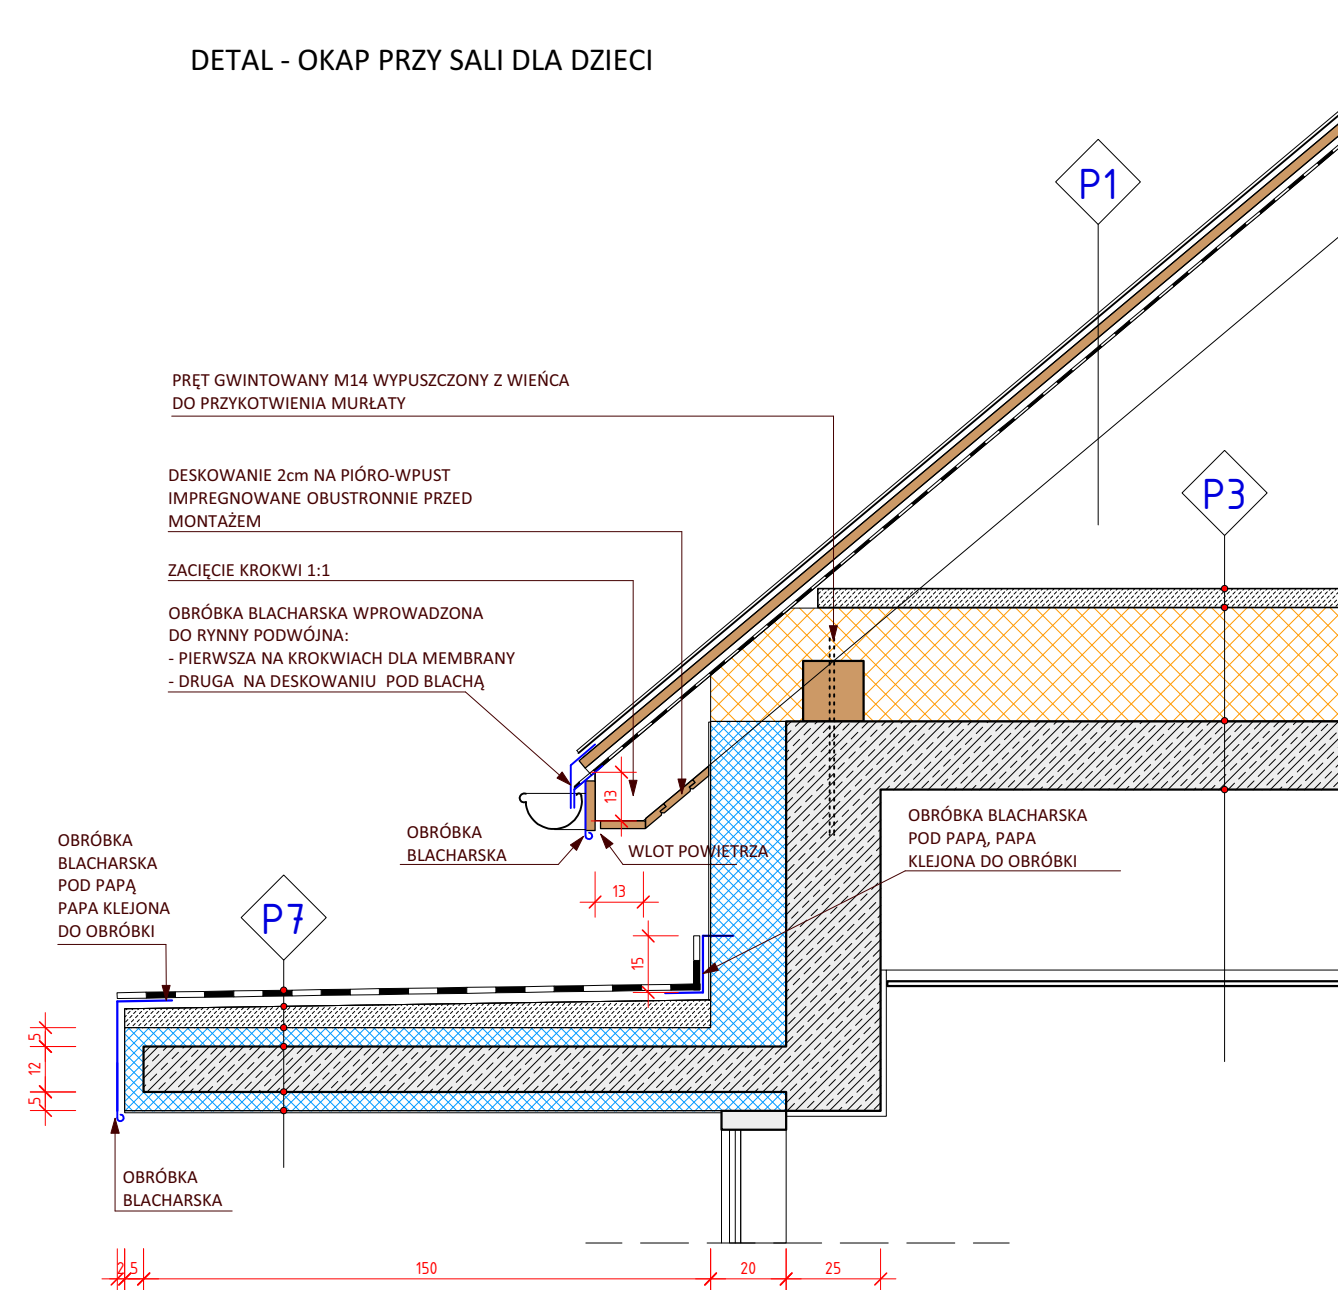 DETAL - OKAP PRZY SALI DLA DZIECI
P1
PRĘT GWINTOWANY M14 WYPUSZCZONY Z WIEŃCA
DO PRZYKOTWIENIA MURŁATY
DESKOWANIE 2cm NA PIÓRO-WPUST
IMPREGNOWANE OBUSTRONNIE PRZED
MONTAŻEM
P3
ZACIĘCIE KROKWI 1:1
OBRÓBKA BLACHARSKA WPROWADZONA
DO RYNNY PODWÓJNA:
- PIERWSZA NA KROKWIACH DLA MEMBRANY
- DRUGA NA DESKOWANIU POD BLACHĄ
13
OBRÓBKA
BLACHARSKA
WLOT POWIETRZA
OBRÓBKA BLACHARSKA
POD PAPĄ, PAPA
KLEJONA DO OBRÓBKI
OBRÓBKA
BLACHARSKA
POD PAPĄ
PAPA KLEJONA
DO OBRÓBKI
P7
13
15
5
12
5
OBRÓBKA
BLACHARSKA
2
5
150
20
25